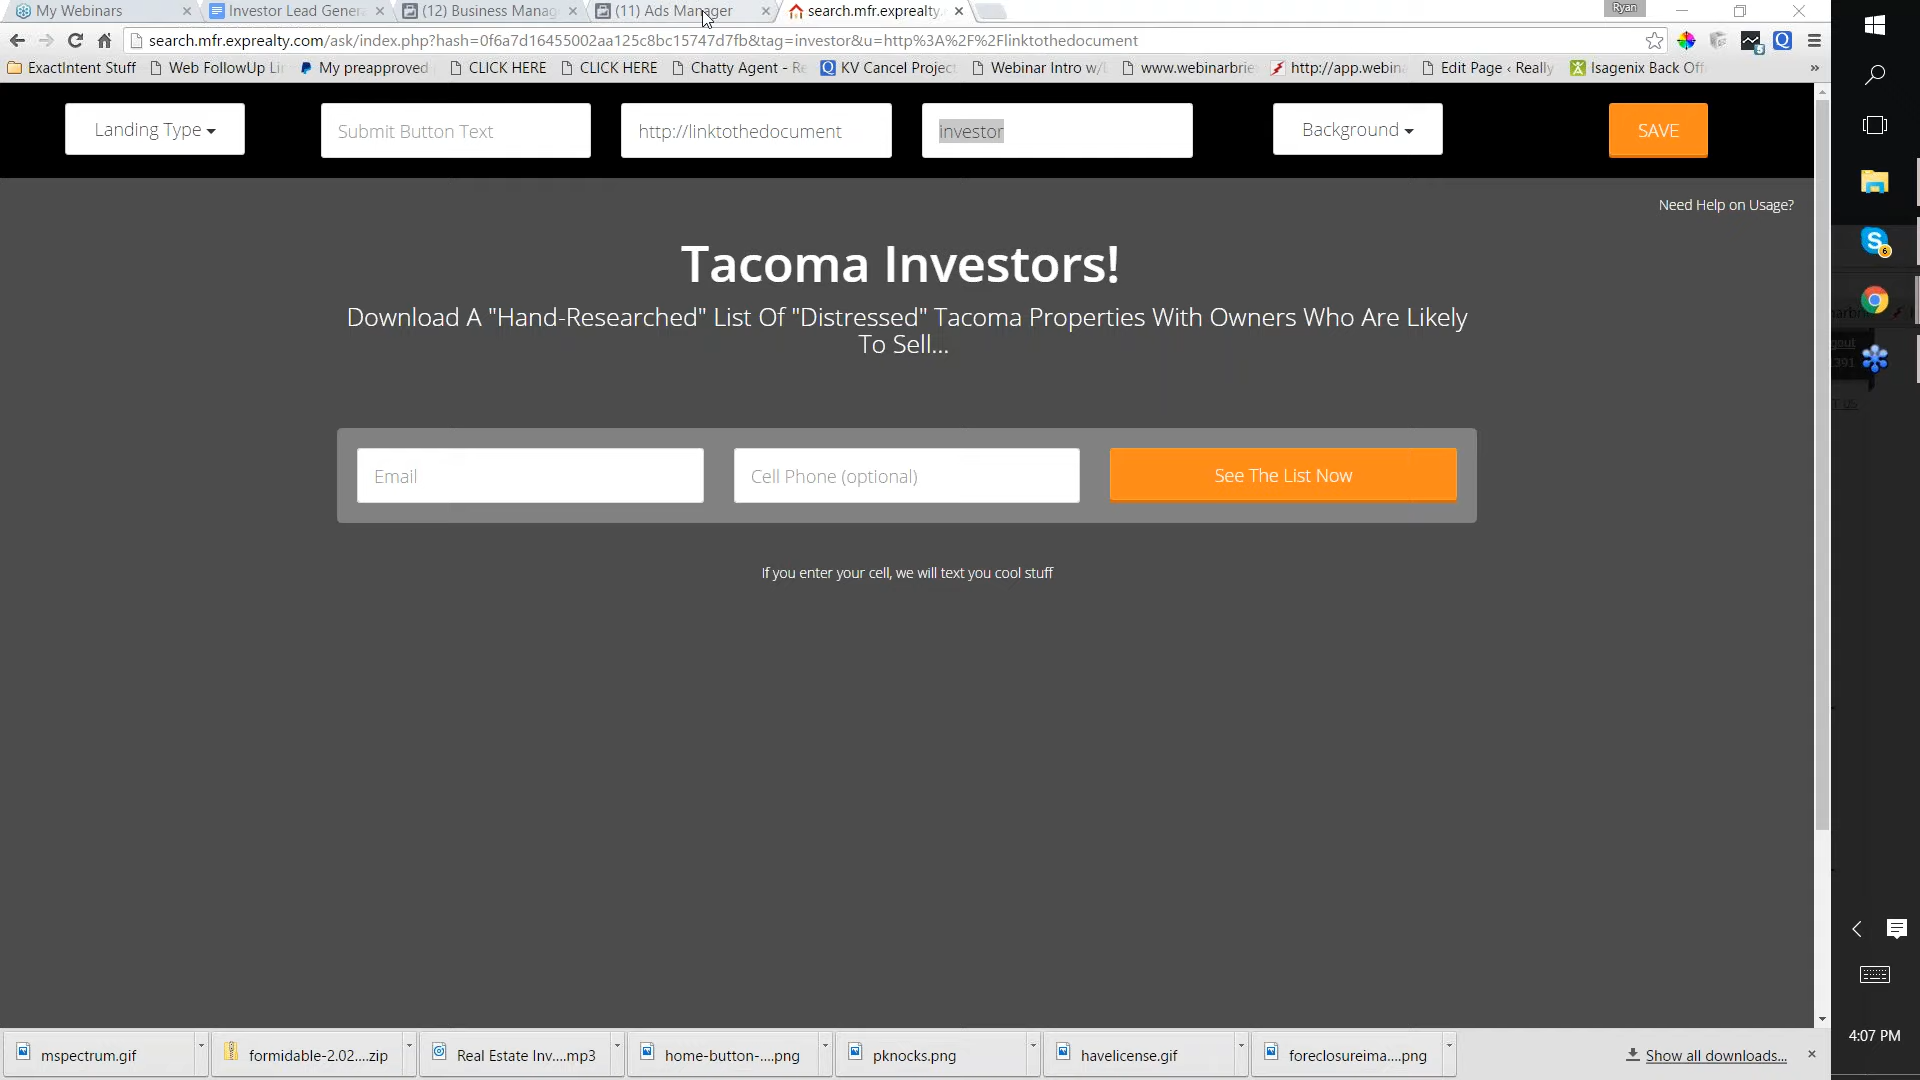 My Webinars
Investor Lead Genera
(12) Business Manag
(11) Ads Manager
search.mfr.exprealty.
Ryan
search.mfr.exprealty.com/ask/index.php?hash=0f6a7d16455002aa125c8bc15747d7fb&tag=investor&u=http%3A%2F%2Flinktothedocument
ExactIntent Stuff
Web FollowUp Li
My preapproved
CLICK HERE
CLICK HERE
Chatty Agent - Re
KV Cancel Project
Webinar Intro w/
www.webinarbrie
http://app.webina
Edit Page ‹ Really
Isagenix Back Off
»
Landing Type
Submit Button Text
http://linktothedocument
investor
Background
SAVE
Need Help on Usage?
Tacoma Investors!
Download A "Hand-Researched" List Of "Distressed" Tacoma Properties With Owners Who Are Likely
To Sell...
Email
Cell Phone (optional)
See The List Now
If you enter your cell, we will text you cool stuff
gout
391
T US
4:07 PM
mspectrum.gif
formidable-2.02....zip
Real Estate Inv....mp3
home-button-....png
pknocks.png
havelicense.gif
foreclosureima....png
Show all downloads...